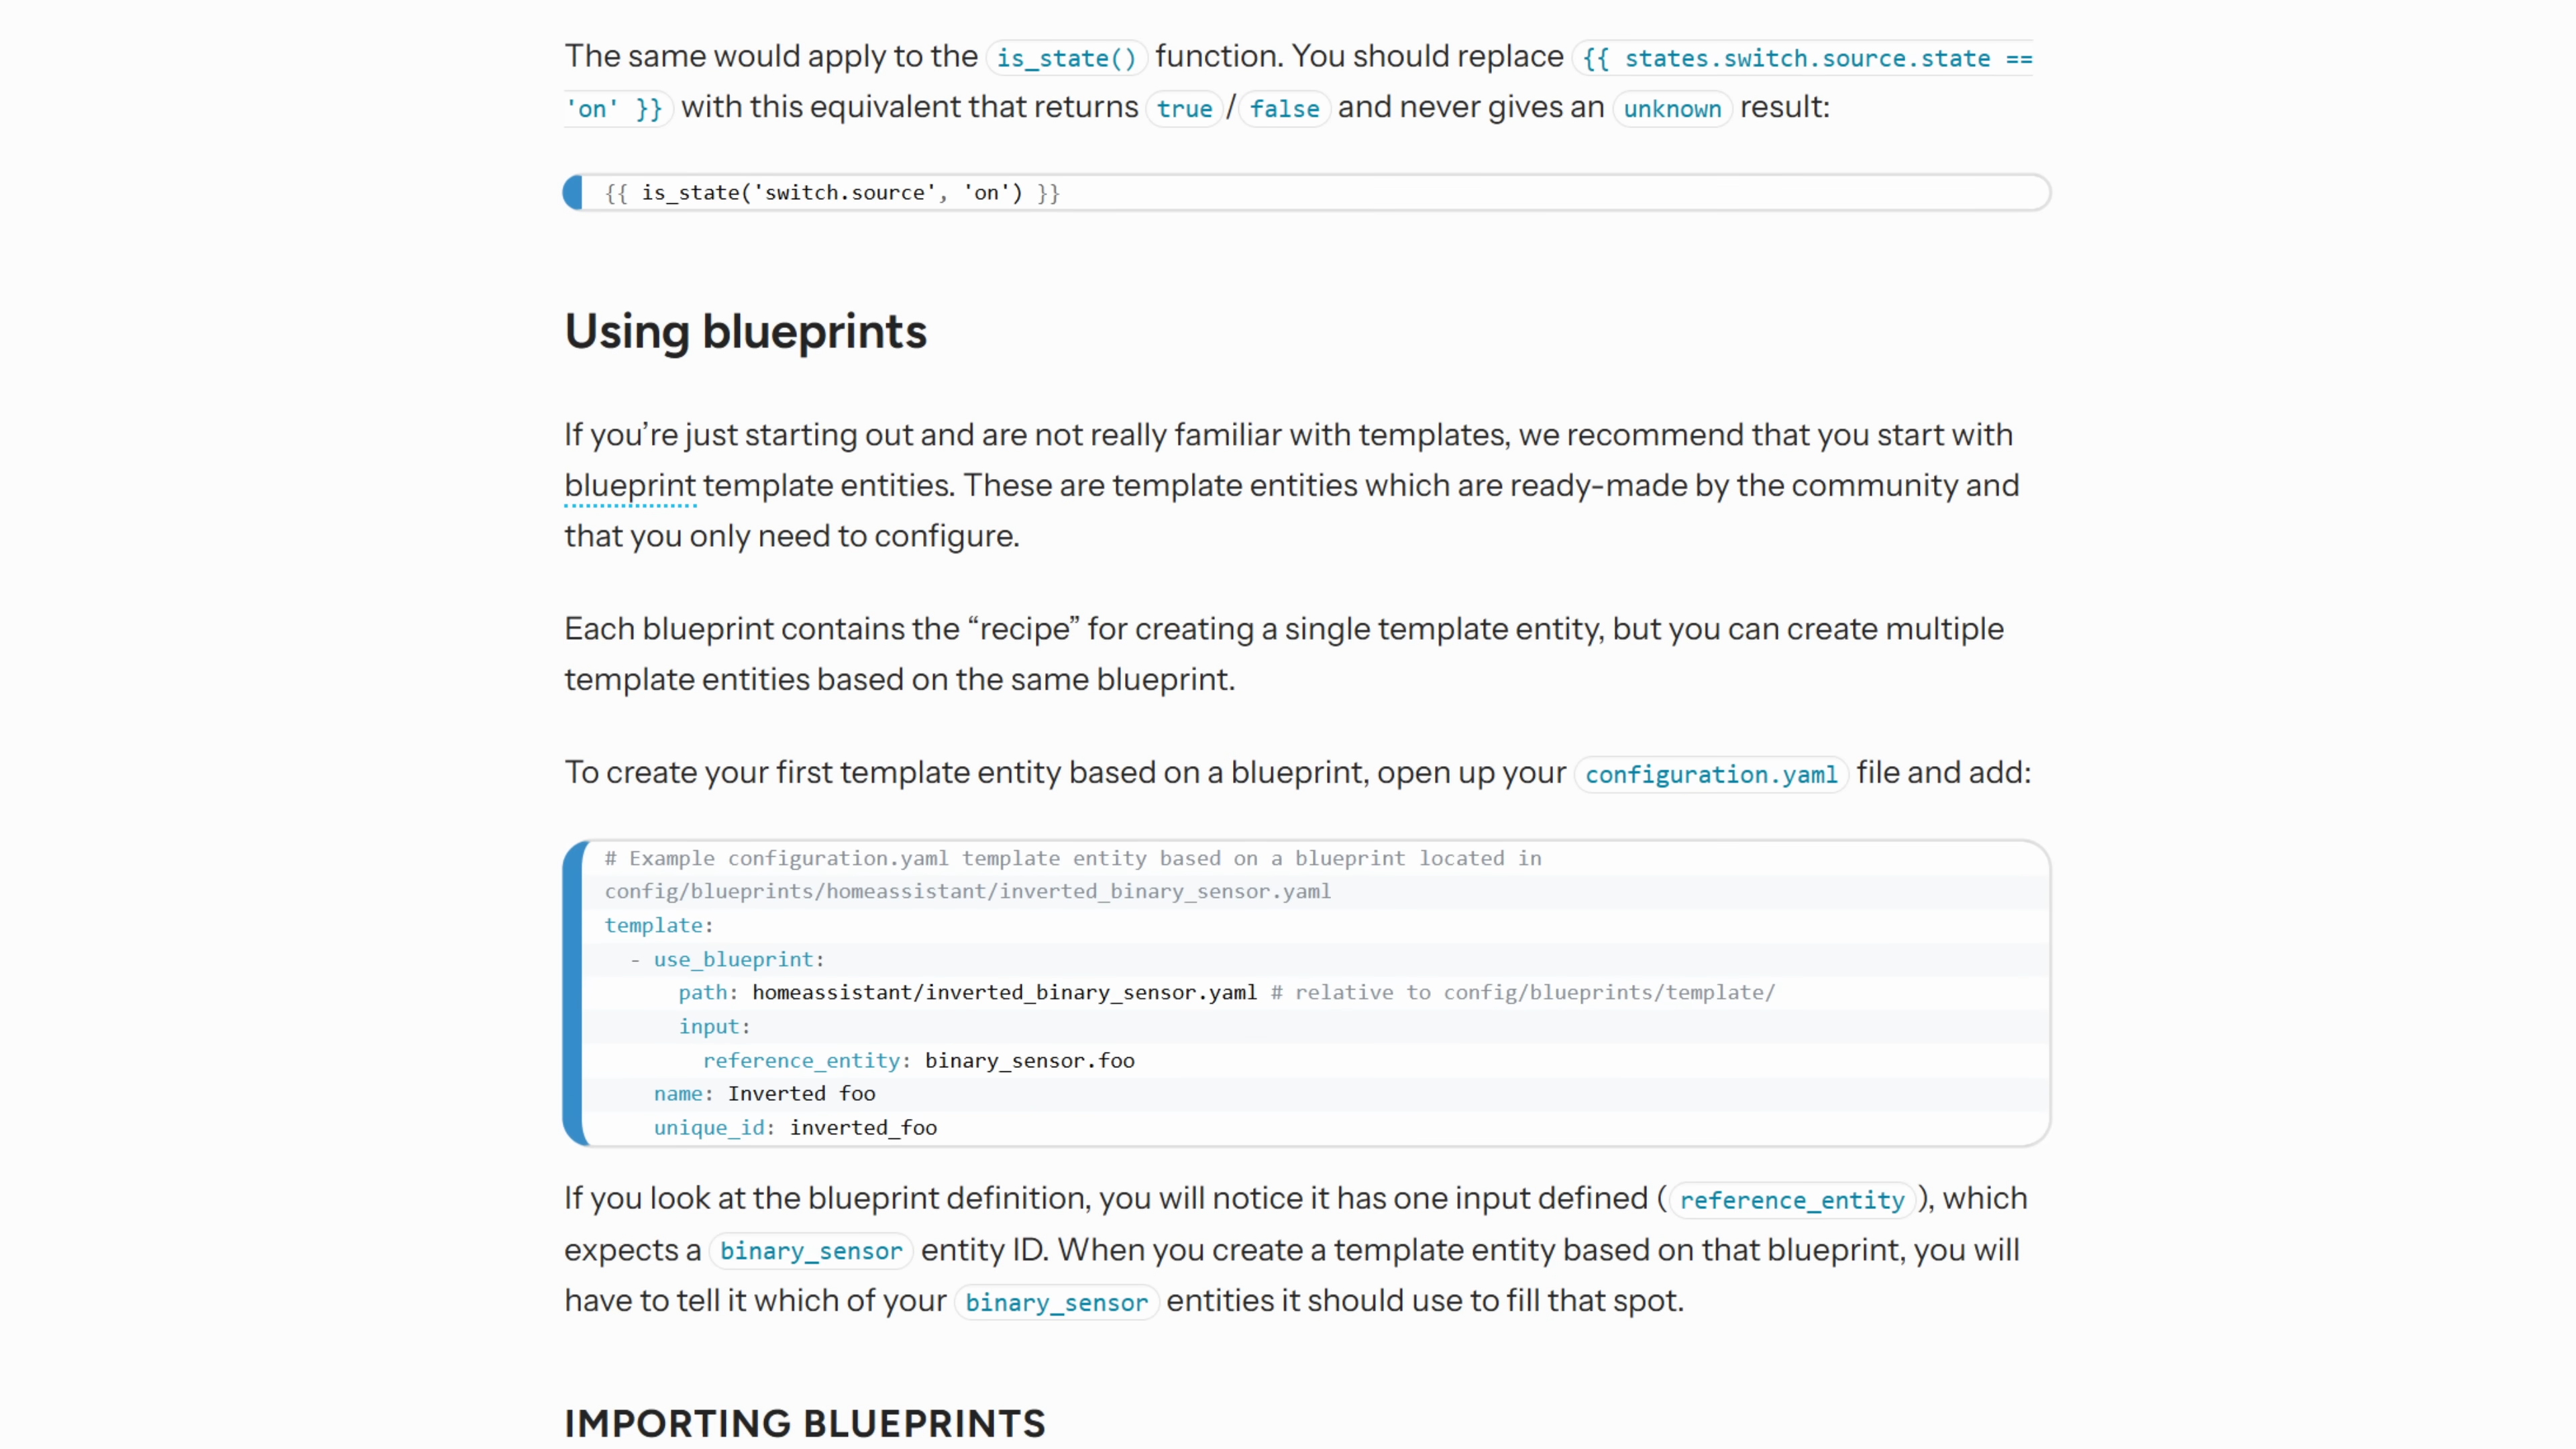 The same would apply to the is_state() function. You should replace {{ states.switch.source.state ==
'on' }} with this equivalent that returns true/false and never gives an unknown result:
{{ is_state('switch.source', 'on') }}
Using blueprints
If you’re just starting out and are not really familiar with templates, we recommend that you start with
blueprint template entities. These are template entities which are ready-made by the community and
that you only need to configure.
Each blueprint contains the “recipe” for creating a single template entity, but you can create multiple
template entities based on the same blueprint.
To create your first template entity based on a blueprint, open up your configuration.yaml file and add:
# Example configuration.yaml template entity based on a blueprint located in
config/blueprints/homeassistant/inverted_binary_sensor.yaml
template:
  - use_blueprint:
      path: homeassistant/inverted_binary_sensor.yaml # relative to config/blueprints/template/
      input:
        reference_entity: binary_sensor.foo
    name: Inverted foo
    unique_id: inverted_foo
If you look at the blueprint definition, you will notice it has one input defined (reference_entity), which
expects a binary_sensor entity ID. When you create a template entity based on that blueprint, you will
have to tell it which of your binary_sensor entities it should use to fill that spot.
IMPORTING BLUEPRINTS